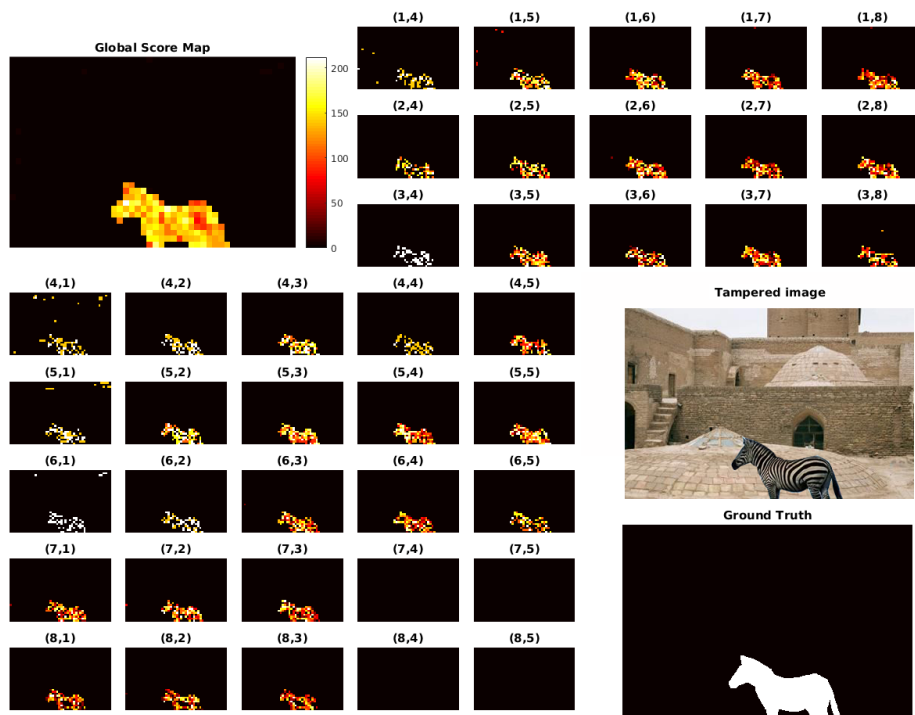 (1,4) (1,5) (1,6) (1,7) (1,8)
Global Score Map
200
150
100
50
0
(2,4) (2,5) (2,6) (2,7) (2,8)
(3,4) (3,5) (3,6) (3,7) (3,8)
(4,1) (4,2) (4,3) (4,4) (4,5)
Tampered image
(5,1) (5,2) (5,3) (5,4) (5,5)
(6,1) (6,2) (6,3) (6,4) (6,5)
Ground Truth
(7,1) (7,2) (7,3) (7,4) (7,5)
(8,1) (8,2) (8,3) (8,4) (8,5)